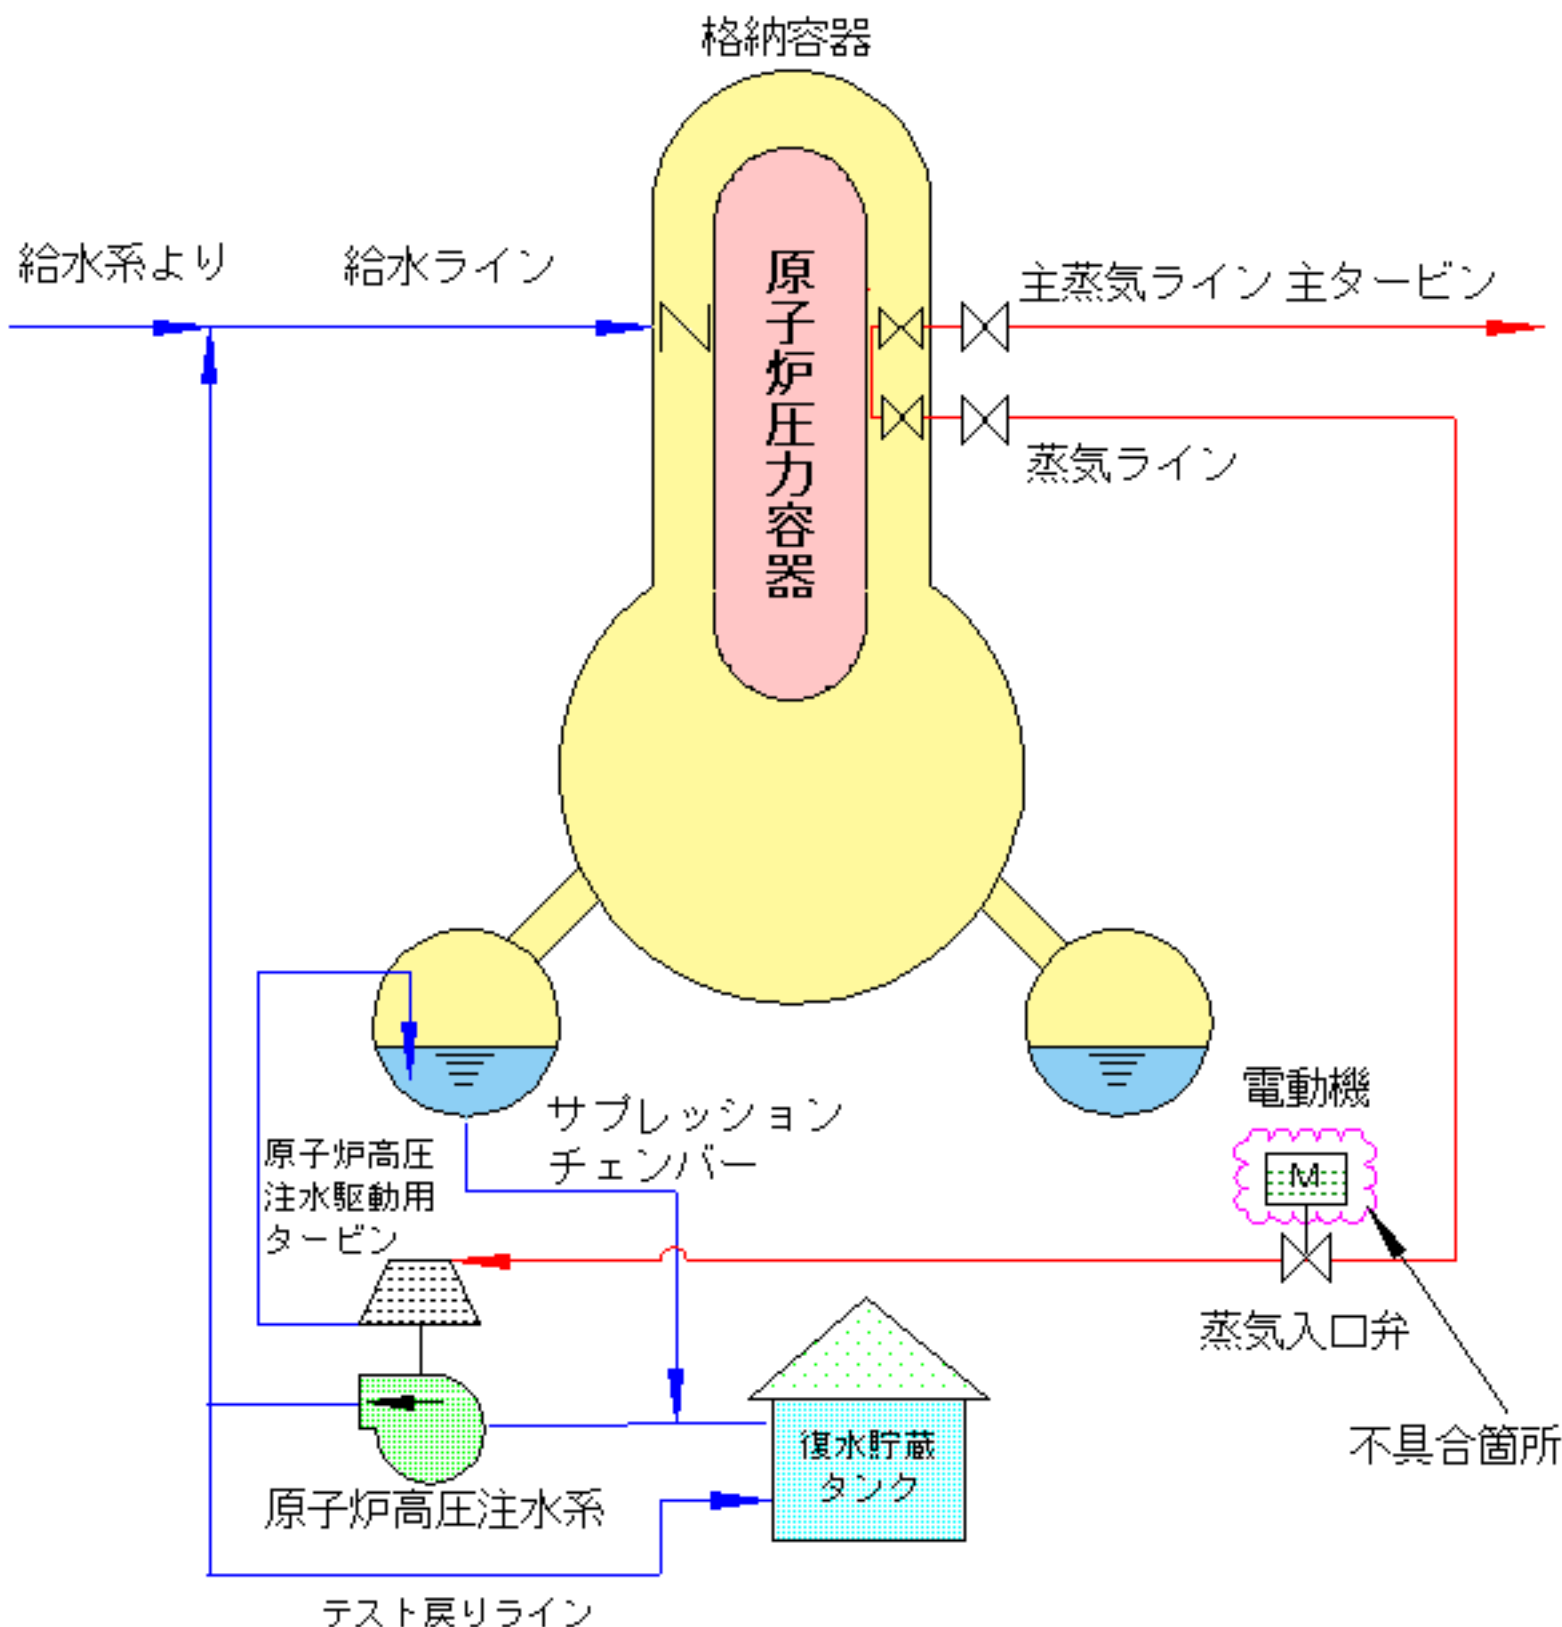 格納容器
給水系より
給水ライン
主蒸気ライン 主タービン
原子炉圧力容器
蒸気ライン
電動機
M
サプレッション
チェンバー
原子炉高圧
注水駆動用
タービン
蒸気入口弁
不具合箇所
復水貯蔵
タンク
原子炉高圧注水系
テスト戻りライン